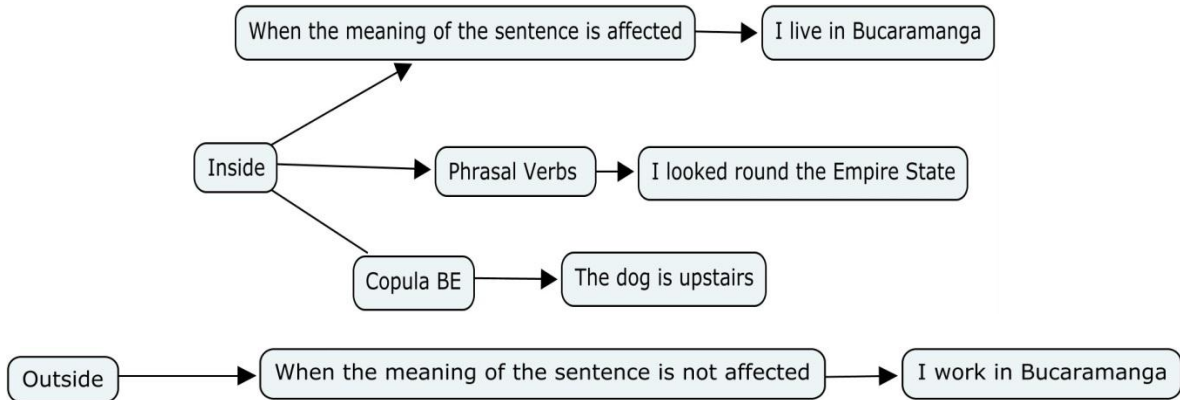 When the meaning of the sentence is affected
I live in Bucaramanga
Inside
Phrasal Verbs
I looked round the Empire State
Copula BE
The dog is upstairs
Outside
When the meaning of the sentence is not affected
I work in Bucaramanga